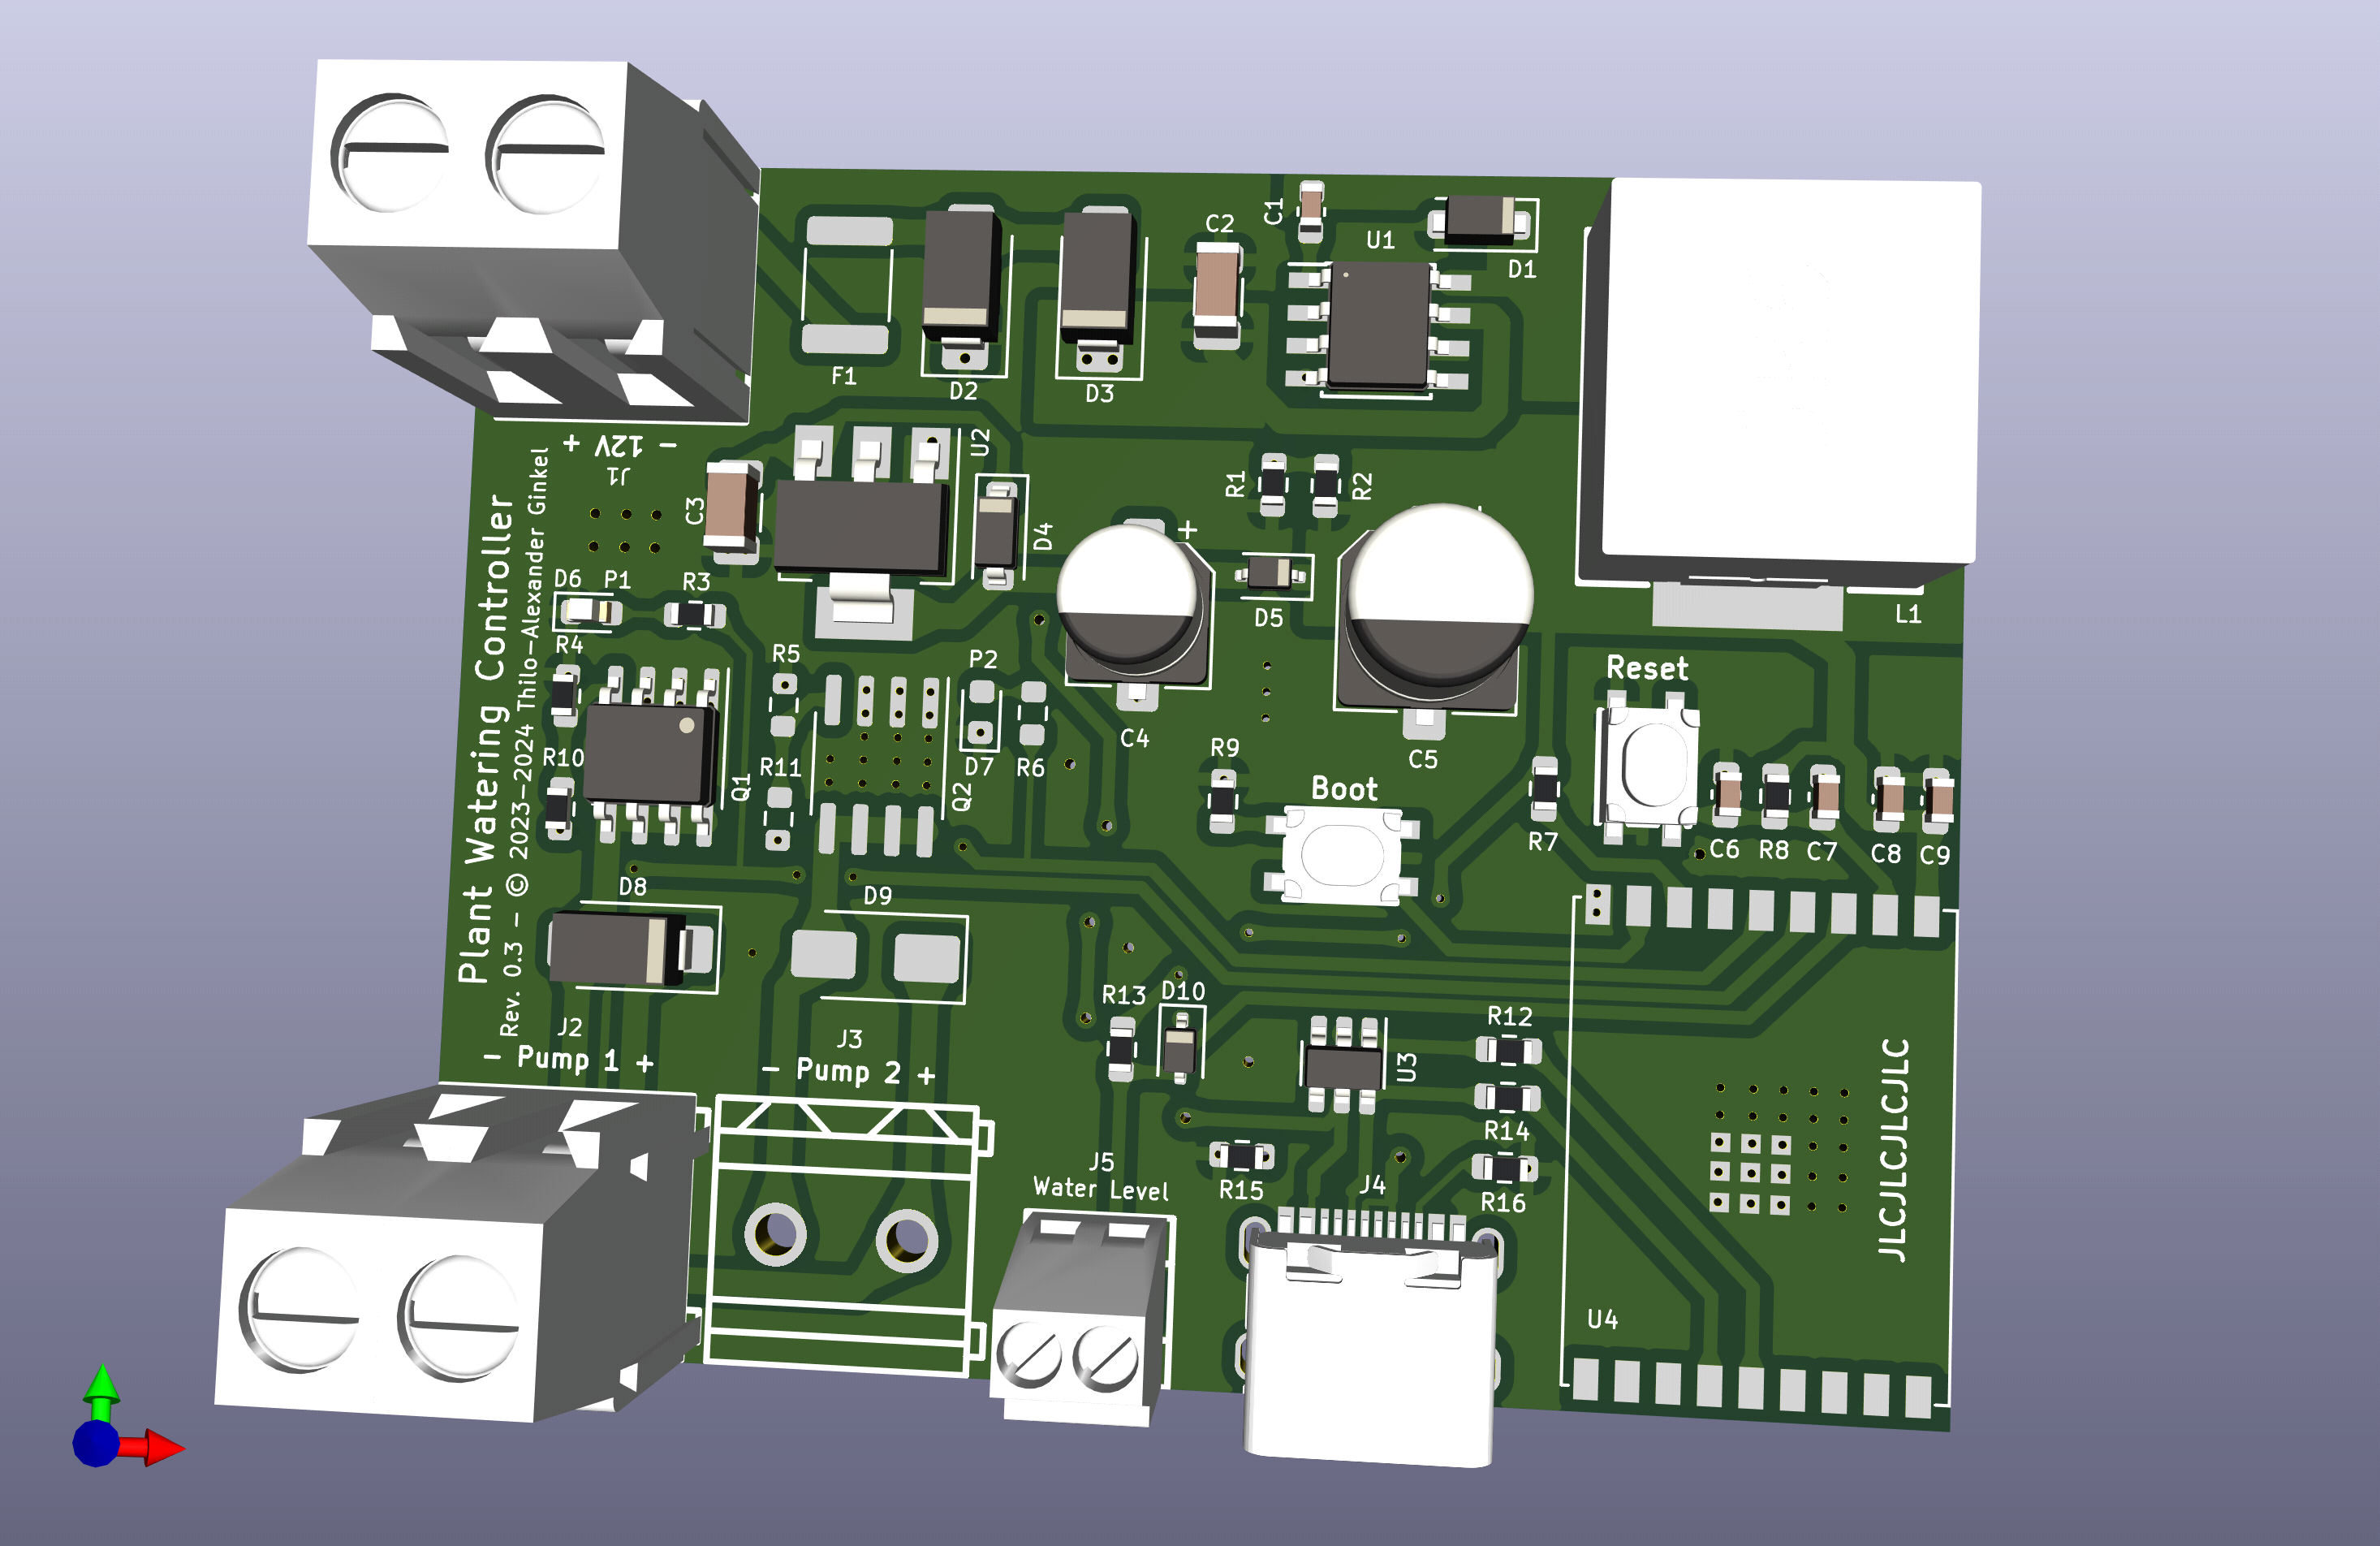 C1
C2
U1
D1
F1
D2
D3
- 12V +
J1
U2
C3
R1
R2
D4
+
Plant Watering Controller
Rev. 0.3 - © 2023-2024 Thilo-Alexander Ginkel
D6
P1
R3
D5
L1
R4
R5
P2
Reset
C4
C5
R9
R10
R11
D7
R6
Q1
Q2
Boot
R7
C6
R8
C7
C8
C9
D8
D9
R13
D10
R12
J2
- Pump 1 +
J3
- Pump 2 +
U3
R14
J5
Water Level
R15
J4
R16
JLCJLCJLCJLC
U4